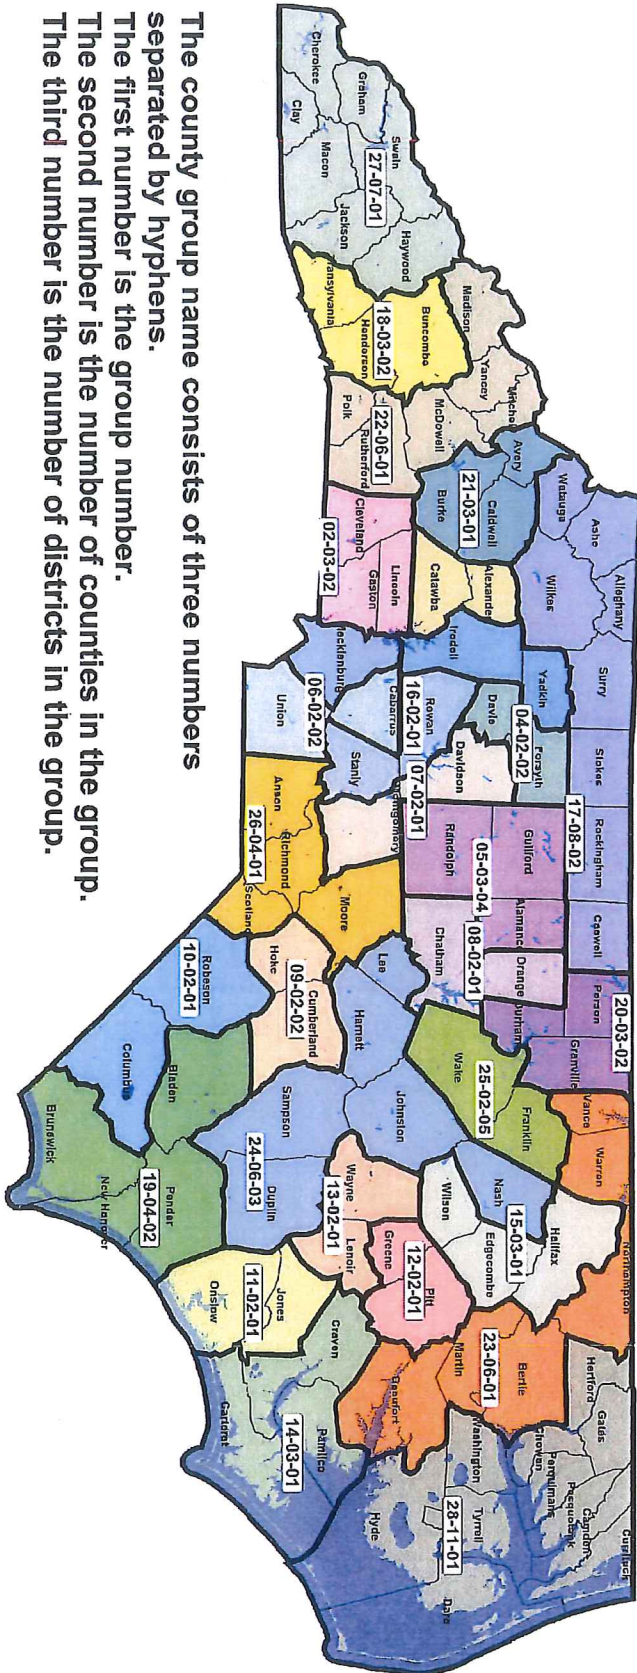 Cherokee
Graham
Clay
Swain
Macon
27-07-01
Jackson
Haywood
Madison
Buncombe
18-03-02
Henderson
Yancey
McDowell
Polk
22-06-01
Rutherford
Avery
Burke
21-03-01
Caldwell
Cleveland
02-03-02
Gaston
Lincoln
Catawba
Watauga
Ashe
Alleghany
Wilkes
Iredell
Surry
Yadkin
Davie
Forsyth
04-02-02
Rowan
16-02-01
Cabarrus
06-02-02
Union
Stanly
Davidson
07-02-01
Stokes
17-08-02
Rockingham
Caswell
Guilford
05-03-04
Randolph
Alamance
08-02-01
Orange
Chatham
Person
20-03-02
Granville
Durham
Anson
Richmond
26-04-01
Scotland
Moore
Lee
Hoke
09-02-02
Cumberland
Harnett
Robeson
10-02-01
Bladen
Wake
25-02-05
Franklin
Vance
Warren
Halifax
Nash
15-03-01
Edgecombe
Wilson
Johnston
Sampson
24-06-03
Duplin
Wayne
13-02-01
Lenoir
Greene
12-02-01
Pitt
Brunswick
New Hanover
Pender
19-04-02
Onslow
Jones
11-02-01
Craven
Carteret
Pamlico
14-03-01
Beaufort
Martin
Bertie
23-06-01
Northampton
Hertford
Gates
Chowan
Perquimans
Pasquotank
Camden
Currituck
Washington
Tyrrell
28-11-01
Hyde
Dare
The county group name consists of three numbers
separated by hyphens.
The first number is the group number.
The second number is the number of counties in the group.
The third number is the number of districts in the group.